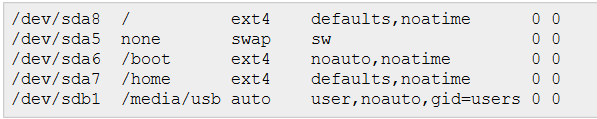 /dev/sda8  /          ext4    defaults,noatime       0 0
/dev/sda5  none       swap    sw                     0 0
/dev/sda6  /boot      ext4    noauto,noatime         0 0
/dev/sda7  /home      ext4    defaults,noatime       0 0
/dev/sdb1  /media/usb auto    user,noauto,gid=users  0 0